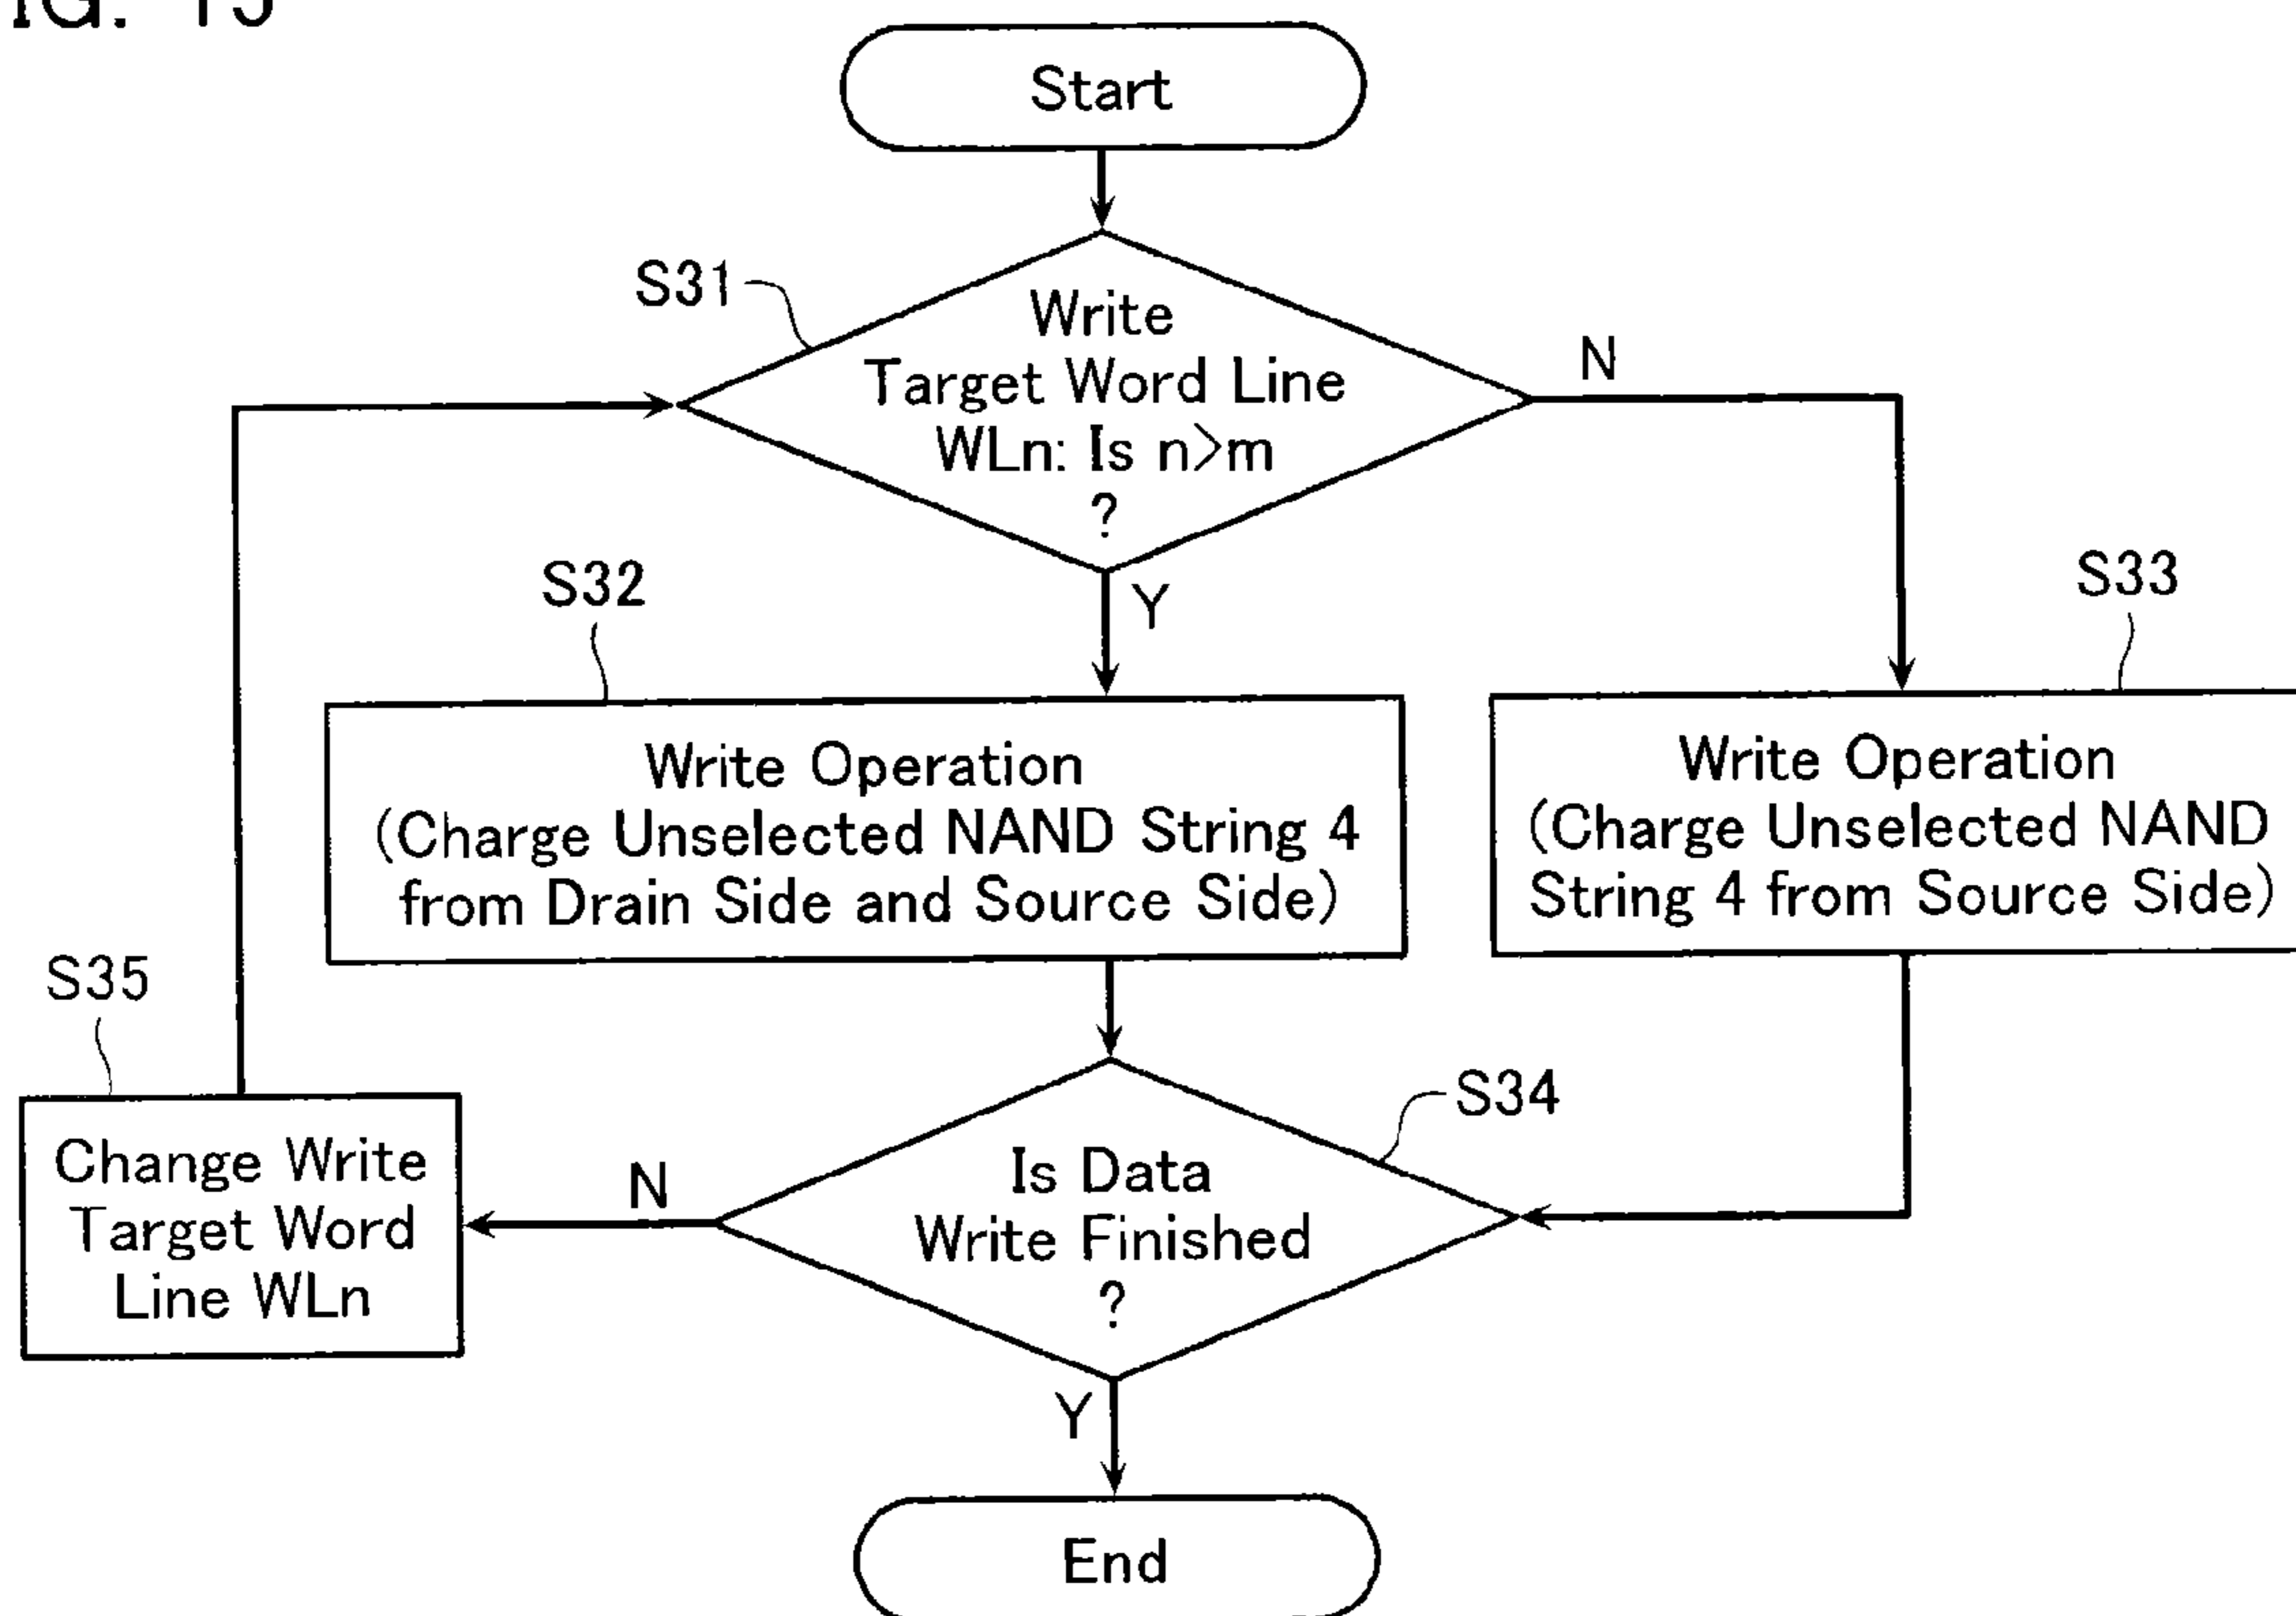 Start
S31
Write
Target Word Line
WLn: Is n>m
?
N
Y
S32
Write Operation
(Charge Unselected NAND String 4
from Drain Side and Source Side)
S33
Write Operation
(Charge Unselected NAND
String 4 from Source Side)
S34
Is Data
Write Finished
?
N
S35
Change Write
Target Word
Line WLn
Y
End